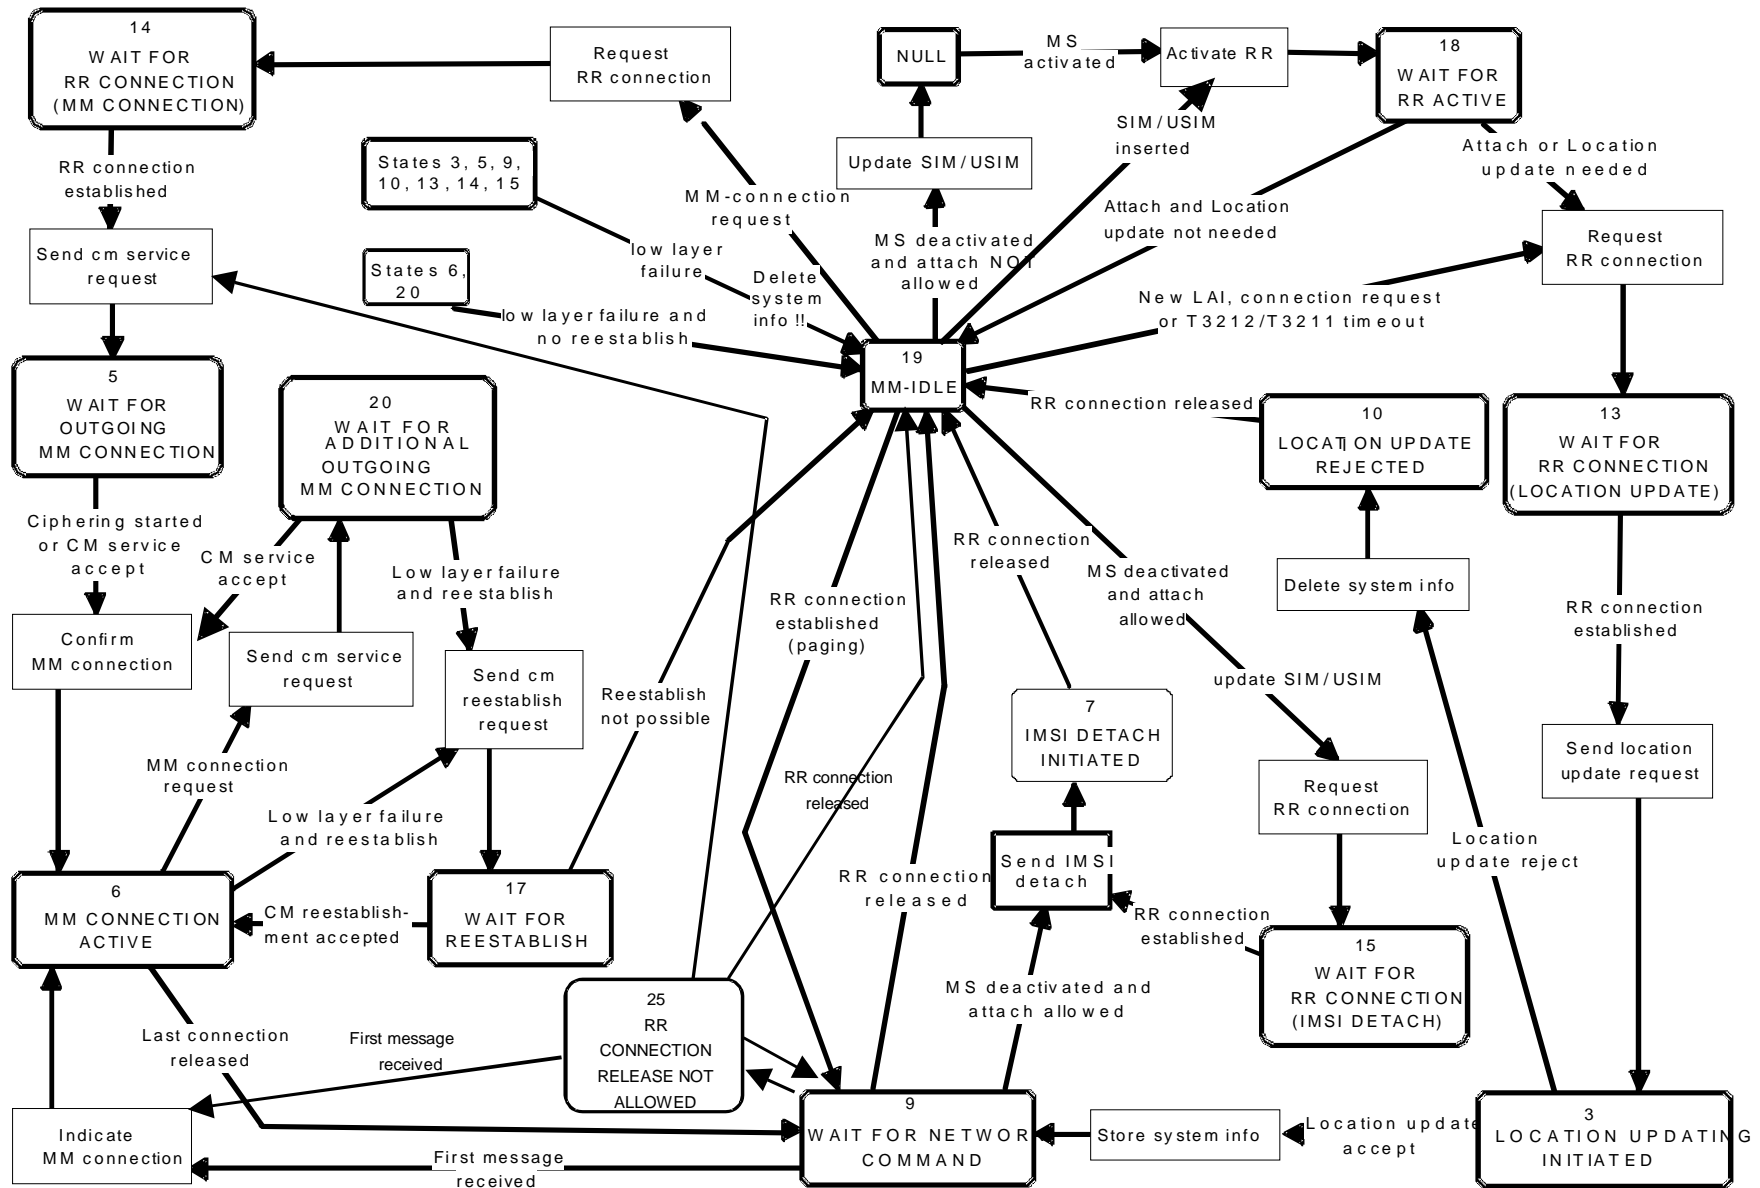 14
WAIT FOR
RR CONNECTION
(MM CONNECTION)
Request
RR connection
NULL
MS
activated
Activate RR
18
WAIT FOR
RR ACTIVE
RR connection
established
States 3, 5, 9,
10, 13, 14, 15
Update SIM/USIM
SIM/USIM
inserted
Attach or Location
update needed
MM-connection
request
Attach and Location
update not needed
Send cm service
request
low layer
failure
MS deactivated
and attach NOT
allowed
Request
RR connection
States 6,
20
Delete
system
info !!
low layer failure and
no reestablish
New LAI, connection request
or T3212/T3211 timeout
19
MM-IDLE
5
WAIT FOR
OUTGOING
MM CONNECTION
20
WAIT FOR
ADDITIONAL
OUTGOING
MM CONNECTION
RR connection released
10
LOCATION UPDATE
REJECTED
13
WAIT FOR
RR CONNECTION
(LOCATION UPDATE)
Ciphering started
or CM service
accept
CM service
accept
Low layer failure
and reestablish
RR connection
released
MS deactivated
and attach
allowed
Delete system info
RR connection
established
(paging)
RR connection
established
Confirm
MM connection
Send cm service
request
Send cm
reestablish
request
Reestablish
not possible
update SIM/USIM
7
IMSI DETACH
INITIATED
Send location
update request
MM connection
request
RR connection
released
Request
RR connection
Low layer failure
and reestablish
Location
update reject
Send IMSI
detach
RR connection
released
6
MM CONNECTION
ACTIVE
CM reestablish-
ment accepted
17
WAIT FOR
REESTABLISH
RR connection
established
15
WAIT FOR
RR CONNECTION
(IMSI DETACH)
25
RR
CONNECTION
RELEASE NOT
ALLOWED
MS deactivated and
attach allowed
Last connection
released
First message
received
Indicate
MM connection
9
WAIT FOR NETWOR
COMMAND
Store system info
Location update
accept
3
LOCATION UPDATING
INITIATED
First message
received